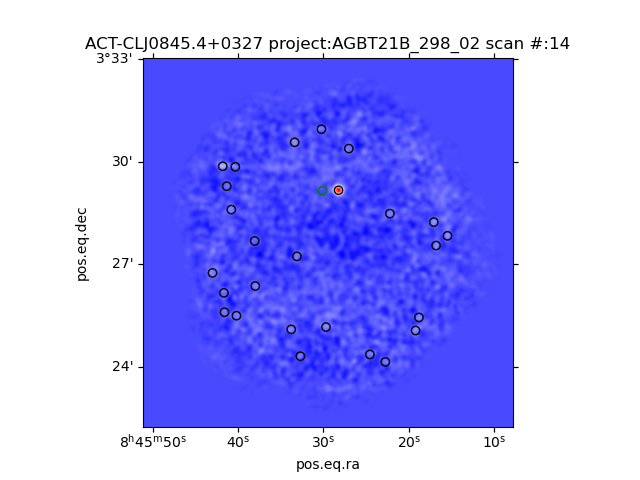 ACT-CLJ0845.4+0327 project:AGBT21B_298_02 scan #:14
3°33'
30'
27'
24'
pos.eq.dec
8ʰ45ᵐ50ˢ 40ˢ 30ˢ 20ˢ 10ˢ
pos.eq.ra